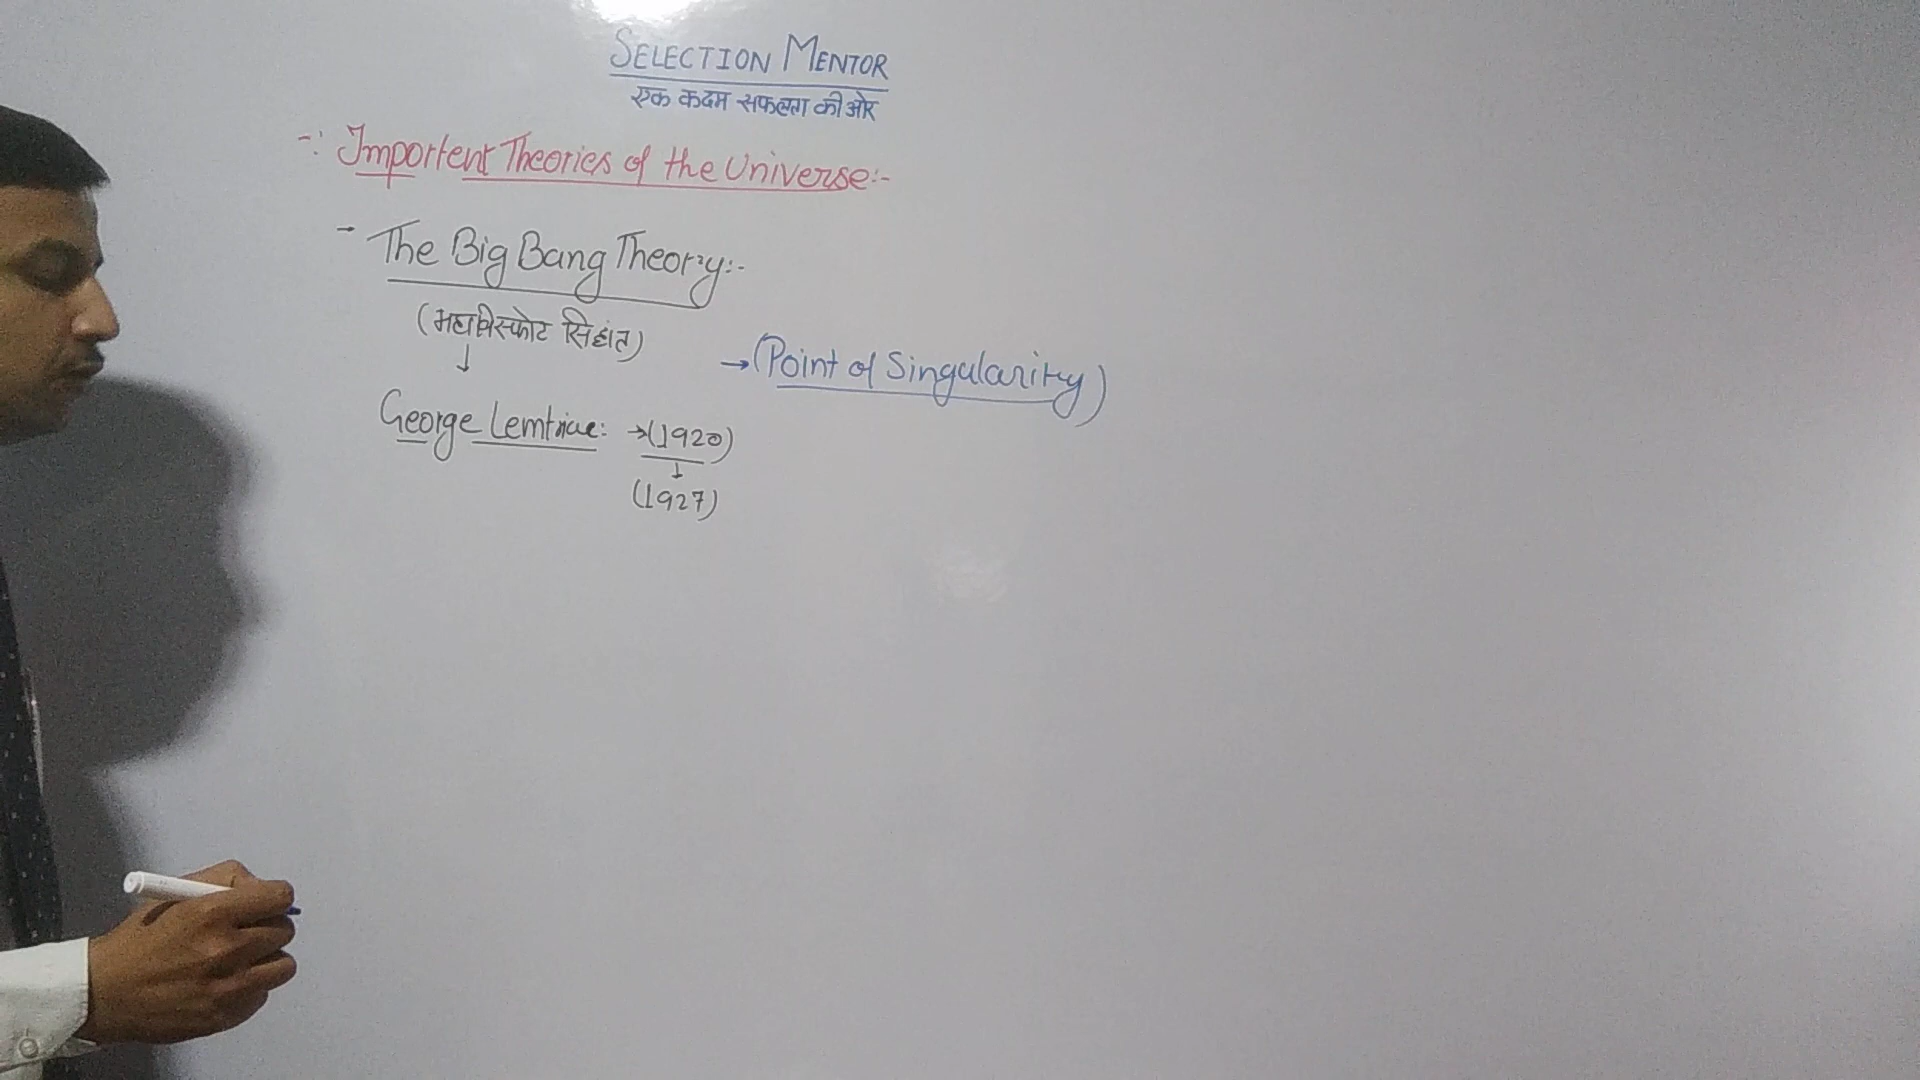 SELECTION MENTOR
एक कदम सफलता की ओर
-: Importent Theories of the Universe:-
- The Big Bang Theory:-
(महाविस्फोट सिद्धांत)
↓
→ (Point of Singularity)
George Lemtriae: → (1920)
↓
(1927)